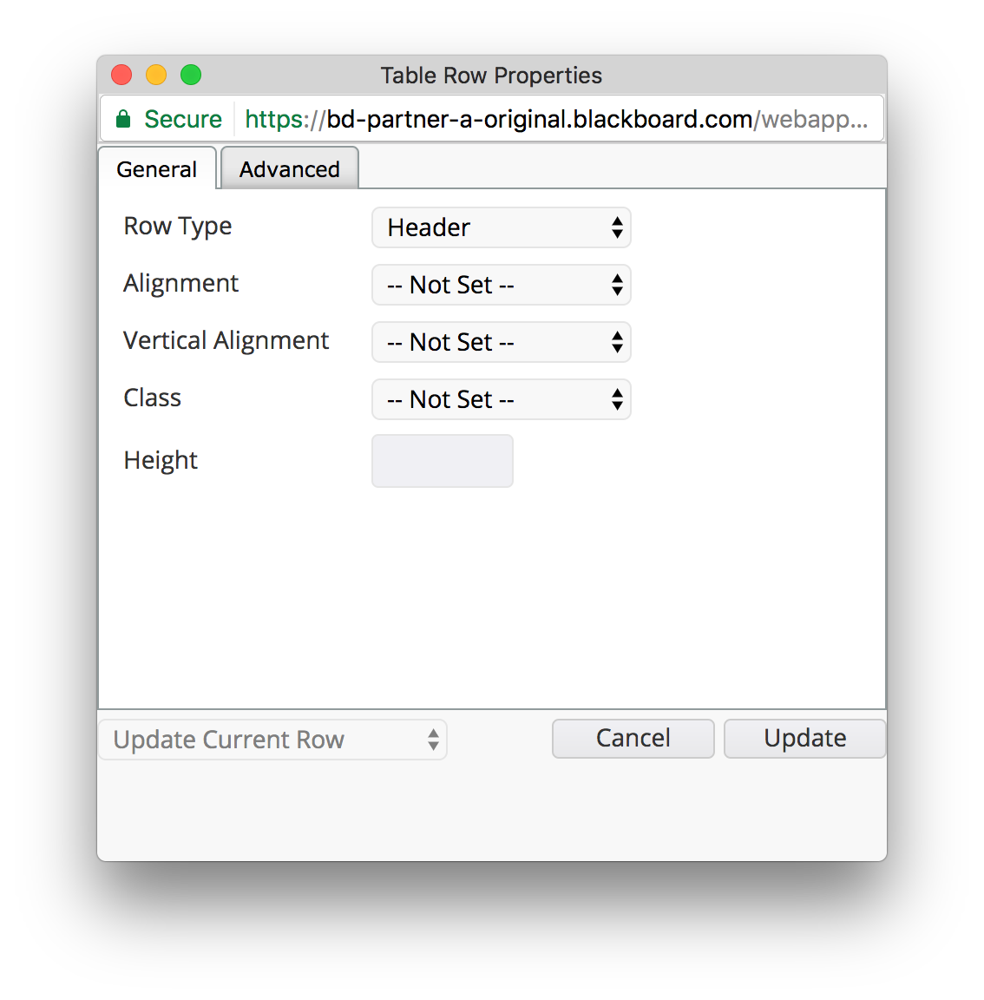 Table Row Properties
Secure https://bd-partner-a-original.blackboard.com/webapp...
General Advanced
Row Type Header
Alignment -- Not Set --
Vertical Alignment -- Not Set --
Class -- Not Set --
Height
Update Current Row Cancel Update